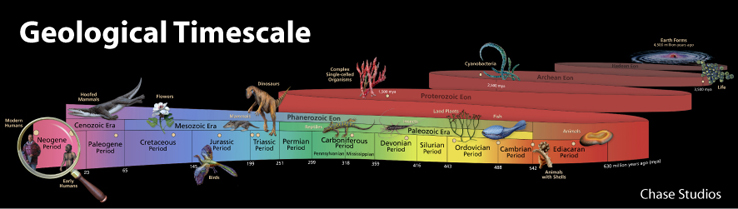 Geological Timescale
Earth Forms
Cyanobacteria
Complex
Single-celled
Organisms
Life
Archean Eon
Dinosaurs
Hoofed
Mammals
Flowers
Proterozoic Eon
Modern
Humans
Mammals
Phanerozoic Eon
Land Plants
Fish
Cenozoic Era
Mesozoic Era
Paleozoic Era
Animals
Neogene
Period
Paleogene
Period
Cretaceous
Period
Jurassic
Period
Triassic
Period
Permian
Period
Carboniferous
Period
Pennsylvanian Mississippian
Devonian
Period
Silurian
Period
Ordovician
Period
Cambrian
Period
Ediacaran
Period
Early
Humans
Birds
Animals
with Shells
23
65
199
251
299
318
359
416
443
488
542
630 million years ago (mya)
Chase Studios